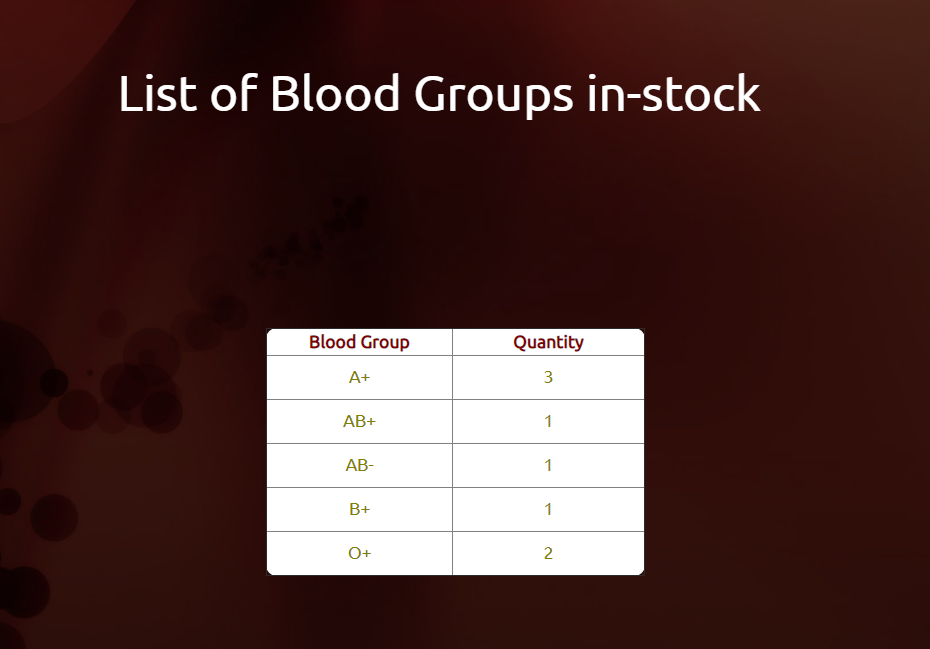 List of Blood Groups in-stock
Blood Group Quantity
A+ 3
AB+ 1
AB- 1
B+ 1
O+ 2